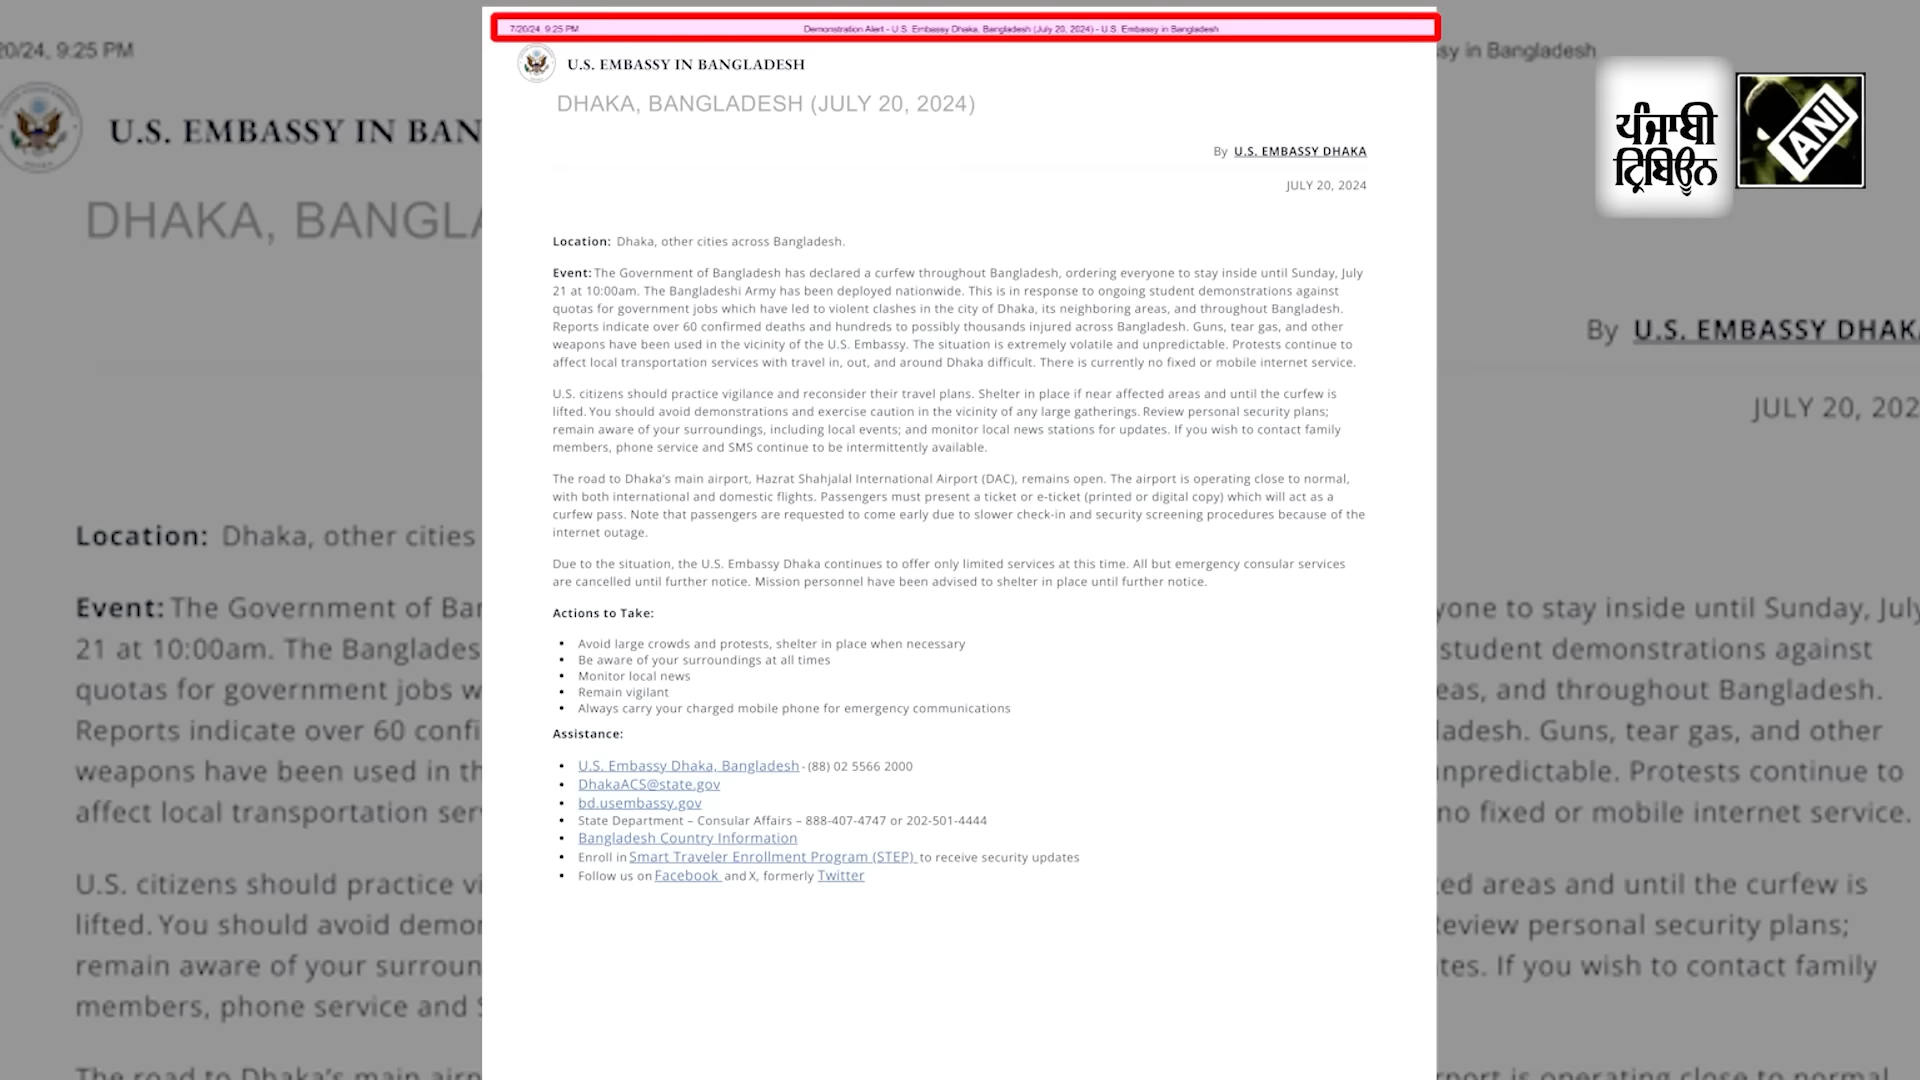 7/20/24, 9:25 PM
Demonstration Alert - U.S. Embassy Dhaka, Bangladesh (July 20, 2024) - U.S. Embassy in Bangladesh
U.S. EMBASSY IN BANGLADESH
DHAKA, BANGLADESH (JULY 20, 2024)
By U.S. EMBASSY DHAKA
JULY 20, 2024
Location: Dhaka, other cities across Bangladesh.
Event: The Government of Bangladesh has declared a curfew throughout Bangladesh, ordering everyone to stay inside until Sunday, July
21 at 10:00am. The Bangladeshi Army has been deployed nationwide. This is in response to ongoing student demonstrations against
quotas for government jobs which have led to violent clashes in the city of Dhaka, its neighboring areas, and throughout Bangladesh.
Reports indicate over 60 confirmed deaths and hundreds to possibly thousands injured across Bangladesh. Guns, tear gas, and other
weapons have been used in the vicinity of the U.S. Embassy. The situation is extremely volatile and unpredictable. Protests continue to
affect local transportation services with travel in, out, and around Dhaka difficult. There is currently no fixed or mobile internet service.
U.S. citizens should practice vigilance and reconsider their travel plans. Shelter in place if near affected areas and until the curfew is
lifted. You should avoid demonstrations and exercise caution in the vicinity of any large gatherings. Review personal security plans;
remain aware of your surroundings, including local events; and monitor local news stations for updates. If you wish to contact family
members, phone service and SMS continue to be intermittently available.
The road to Dhaka's main airport, Hazrat Shahjalal International Airport (DAC), remains open. The airport is operating close to normal,
with both international and domestic flights. Passengers must present a ticket or e-ticket (printed or digital copy) which will act as a
curfew pass. Note that passengers are requested to come early due to slower check-in and security screening procedures because of the
internet outage.
Due to the situation, the U.S. Embassy Dhaka continues to offer only limited services at this time. All but emergency consular services
are cancelled until further notice. Mission personnel have been advised to shelter in place until further notice.
Actions to Take:
• Avoid large crowds and protests, shelter in place when necessary
• Be aware of your surroundings at all times
• Monitor local news
• Remain vigilant
• Always carry your charged mobile phone for emergency communications
Assistance:
• U.S. Embassy Dhaka, Bangladesh - (88) 02 5566 2000
• DhakaACS@state.gov
• bd.usembassy.gov
• State Department – Consular Affairs – 888-407-4747 or 202-501-4444
• Bangladesh Country Information
• Enroll in Smart Traveler Enrollment Program (STEP) to receive security updates
• Follow us on Facebook and X, formerly Twitter
ਪੰਜਾਬੀ
ਟ੍ਰਿਬਿਊਨ
ANI